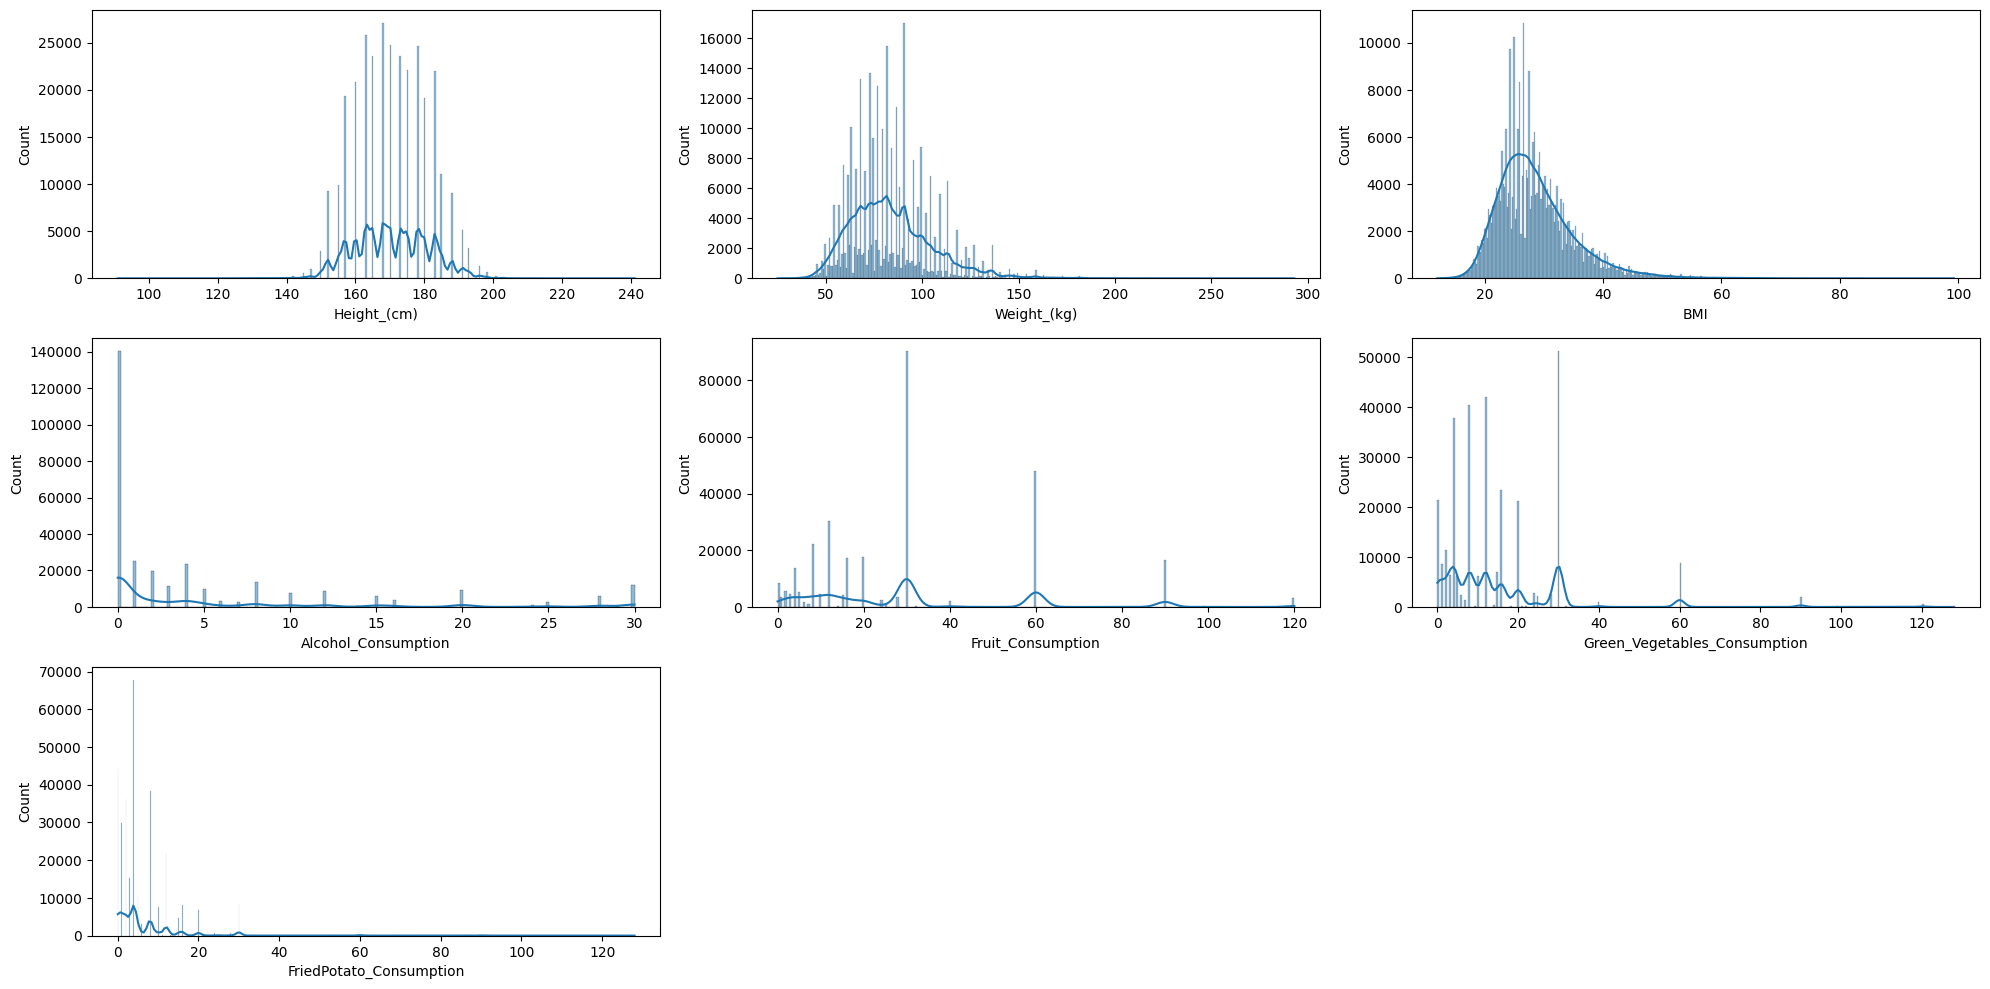 25000
20000
15000
10000
5000
0
Count
100 120 140 160 180 200 220 240
Height_(cm)
16000
14000
12000
10000
8000
6000
4000
2000
0
Count
50 100 150 200 250 300
Weight_(kg)
10000
8000
6000
4000
2000
0
Count
20 40 60 80 100
BMI
140000
120000
100000
80000
60000
40000
20000
0
Count
0 5 10 15 20 25 30
Alcohol_Consumption
80000
60000
40000
20000
0
Count
0 20 40 60 80 100 120
Fruit_Consumption
50000
40000
30000
20000
10000
0
Count
0 20 40 60 80 100 120
Green_Vegetables_Consumption
70000
60000
50000
40000
30000
20000
10000
0
Count
0 20 40 60 80 100 120
FriedPotato_Consumption